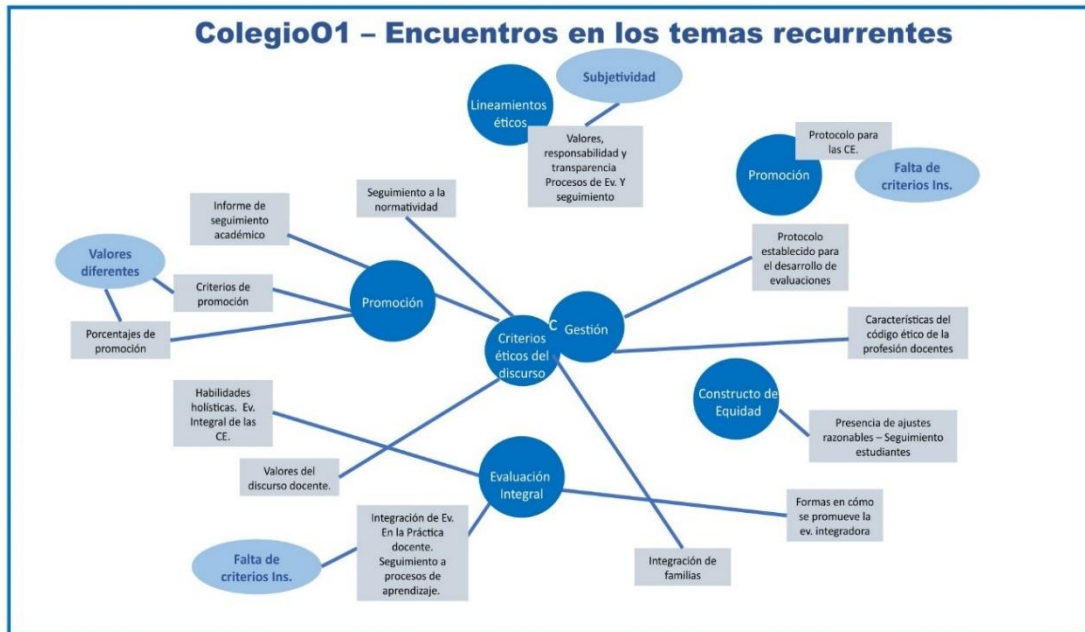 ColegioO1 – Encuentros en los temas recurrentes
Subjetividad
Lineamientos
éticos
Valores,
responsabilidad y
transparencia
Procesos de Ev. Y
seguimiento
Protocolo para
las CE.
Promoción
Falta de
criterios Ins.
Seguimiento a la
normatividad
Informe de
seguimiento
académico
Valores
diferentes
Criterios de
promoción
Porcentajes de
promoción
Promoción
Protocolo
establecido para
el desarrollo de
evaluaciones
C
Gestión
Criterios
éticos del
discurso
Características del
código ético de la
profesión docentes
Constructo de
Equidad
Presencia de ajustes
razonables – Seguimiento
estudiantes
Habilidades
holísticas. Ev.
Integral de las
CE.
Valores del
discurso docente.
Evaluación
Integral
Formas en cómo
se promueve la
ev. integradora
Integración de Ev.
En la Práctica
docente.
Seguimiento a
procesos de
aprendizaje.
Falta de
criterios Ins.
Integración de
familias